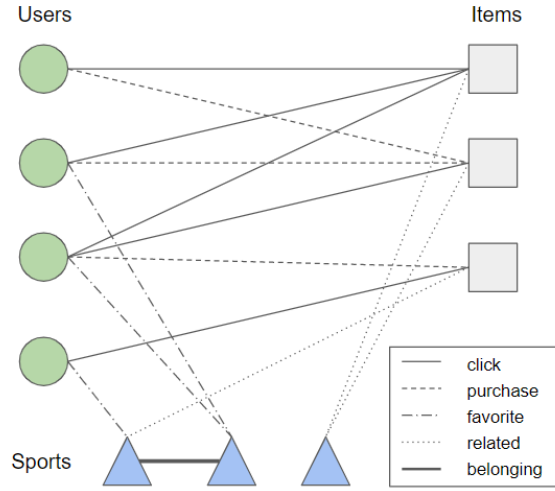 Users
Items
click
purchase
favorite
related
belonging
Sports